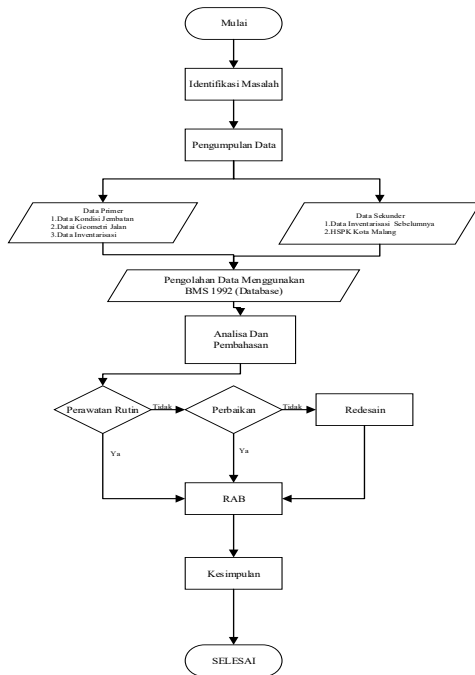 Mulai
Identifikasi Masalah
Pengumpulan Data
Data Primer
1.Data Kondisi Jembatan
2.Datai Geometri Jalan
3.Data Inventarisasi
Data Sekunder
1.Data Inventarisasi Sebelumnya
2.HSPK Kota Malang
Pengolahan Data Menggunakan
BMS 1992 (Database)
Analisa Dan
Pembahasan
Perawatan Rutin
Tidak
Perbaikan
Tidak
Redesain
Ya
Ya
RAB
Kesimpulan
SELESAI